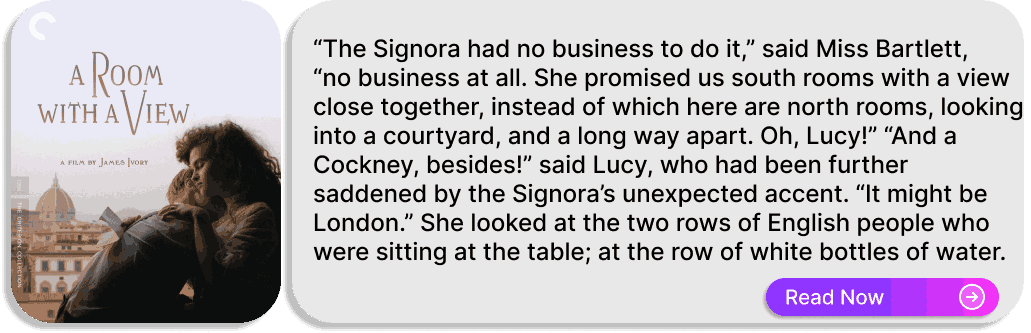 A ROOM
WITH A VIEW
A FILM BY JAMES IVORY
THE CRITERION COLLECTION
“The Signora had no business to do it,” said Miss Bartlett,
“no business at all. She promised us south rooms with a view
close together, instead of which here are north rooms, looking
into a courtyard, and a long way apart. Oh, Lucy!” “And a
Cockney, besides!” said Lucy, who had been further
saddened by the Signora’s unexpected accent. “It might be
London.” She looked at the two rows of English people who
were sitting at the table; at the row of white bottles of water.
Read Now